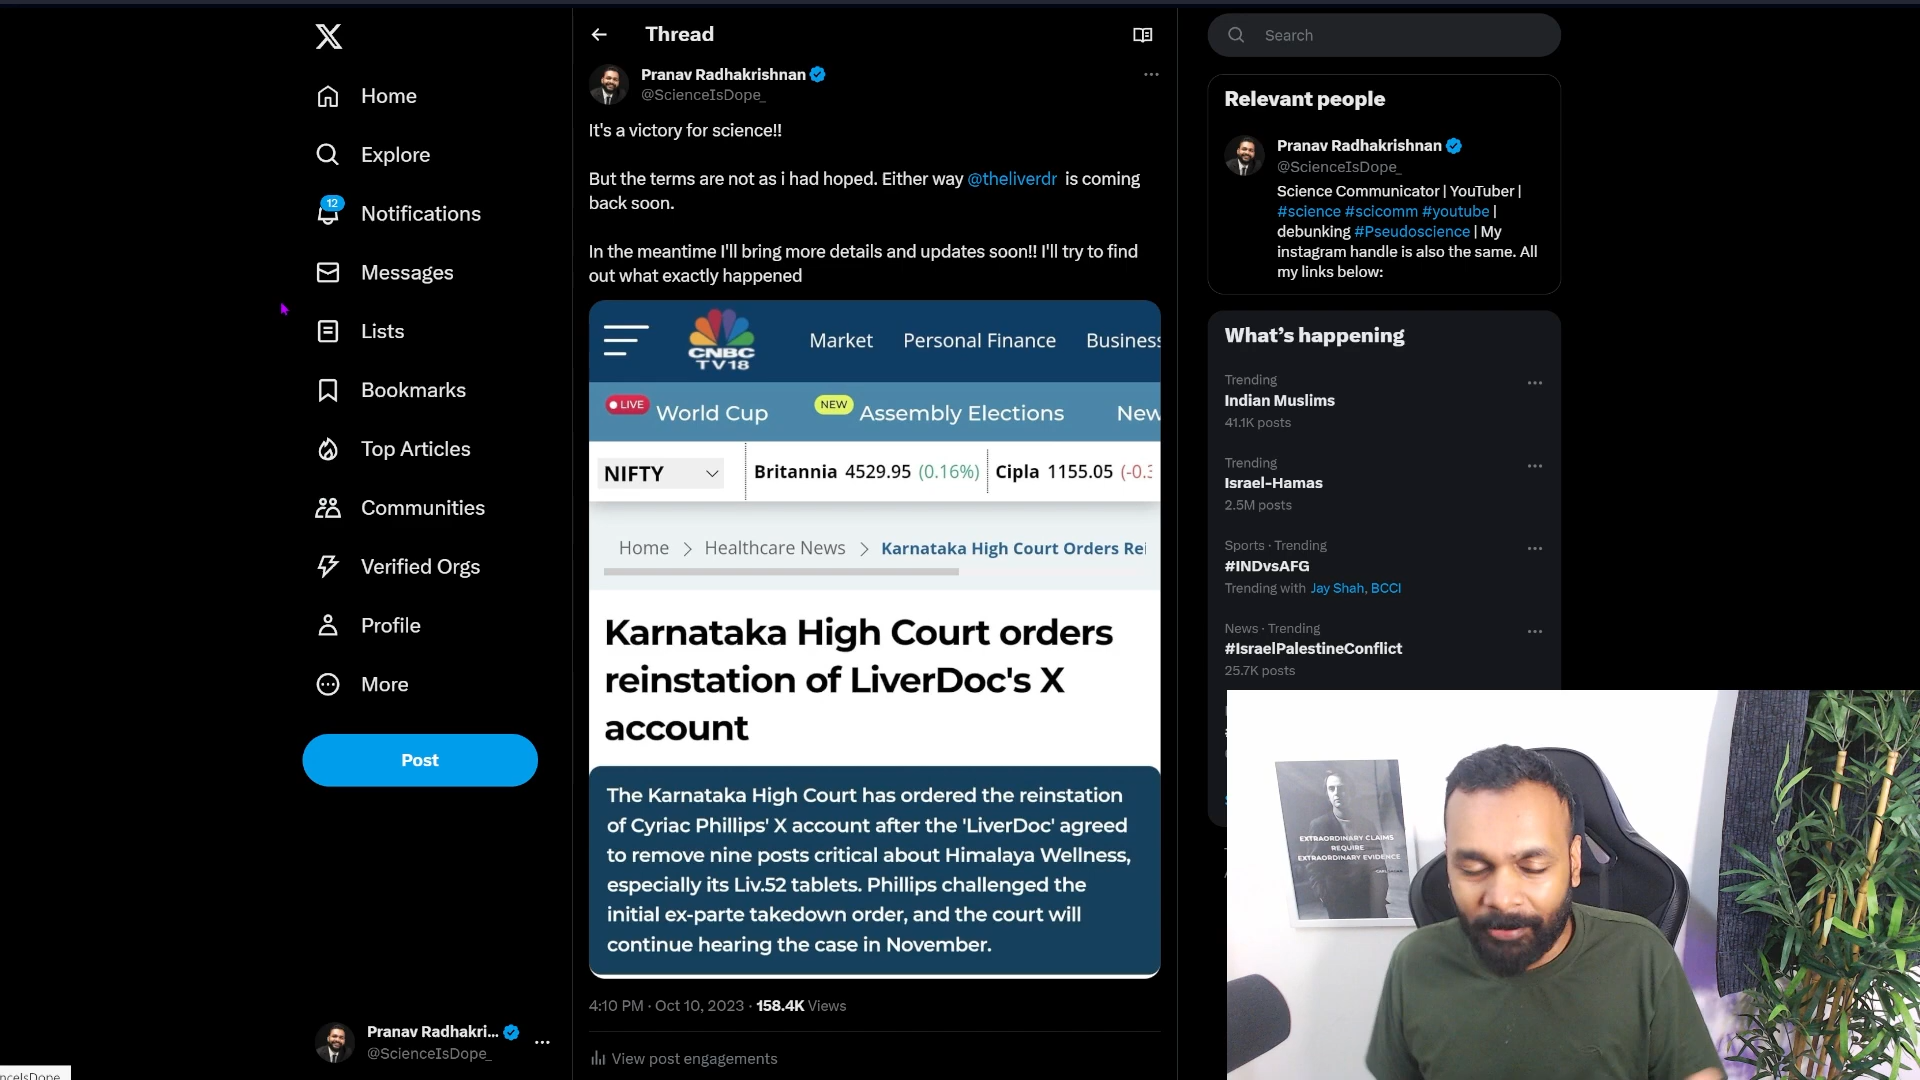 Home
Explore
12
Notifications
Messages
Lists
Bookmarks
Top Articles
Communities
Verified Orgs
Profile
More
Post
Pranav Radhakri...
@ScienceIsDope_
Thread
Pranav Radhakrishnan
@ScienceIsDope_
It's a victory for science!!
But the terms are not as i had hoped. Either way @theliverdr is coming
back soon.
In the meantime I'll bring more details and updates soon!! I'll try to find
out what exactly happened
CNBC
TV18
Market Personal Finance Business
LIVE World Cup NEW Assembly Elections New
NIFTY Britannia 4529.95 (0.16%) Cipla 1155.05 (-0.3
Home > Healthcare News > Karnataka High Court Orders Rei
Karnataka High Court orders
reinstation of LiverDoc's X
account
The Karnataka High Court has ordered the reinstation
of Cyriac Phillips' X account after the 'LiverDoc' agreed
to remove nine posts critical about Himalaya Wellness,
especially its Liv.52 tablets. Phillips challenged the
initial ex-parte takedown order, and the court will
continue hearing the case in November.
4:10 PM · Oct 10, 2023 · 158.4K Views
View post engagements
Search
Relevant people
Pranav Radhakrishnan
@ScienceIsDope_
Science Communicator | YouTuber |
#science #scicomm #youtube |
debunking #Pseudoscience | My
instagram handle is also the same. All
my links below:
What's happening
Trending
Indian Muslims
41.1K posts
Trending
Israel-Hamas
2.5M posts
Sports · Trending
#INDvsAFG
Trending with Jay Shah, BCCI
News · Trending
#IsraelPalestineConflict
25.7K posts
EXTRAORDINARY CLAIMS
REQUIRE
EXTRAORDINARY EVIDENCE